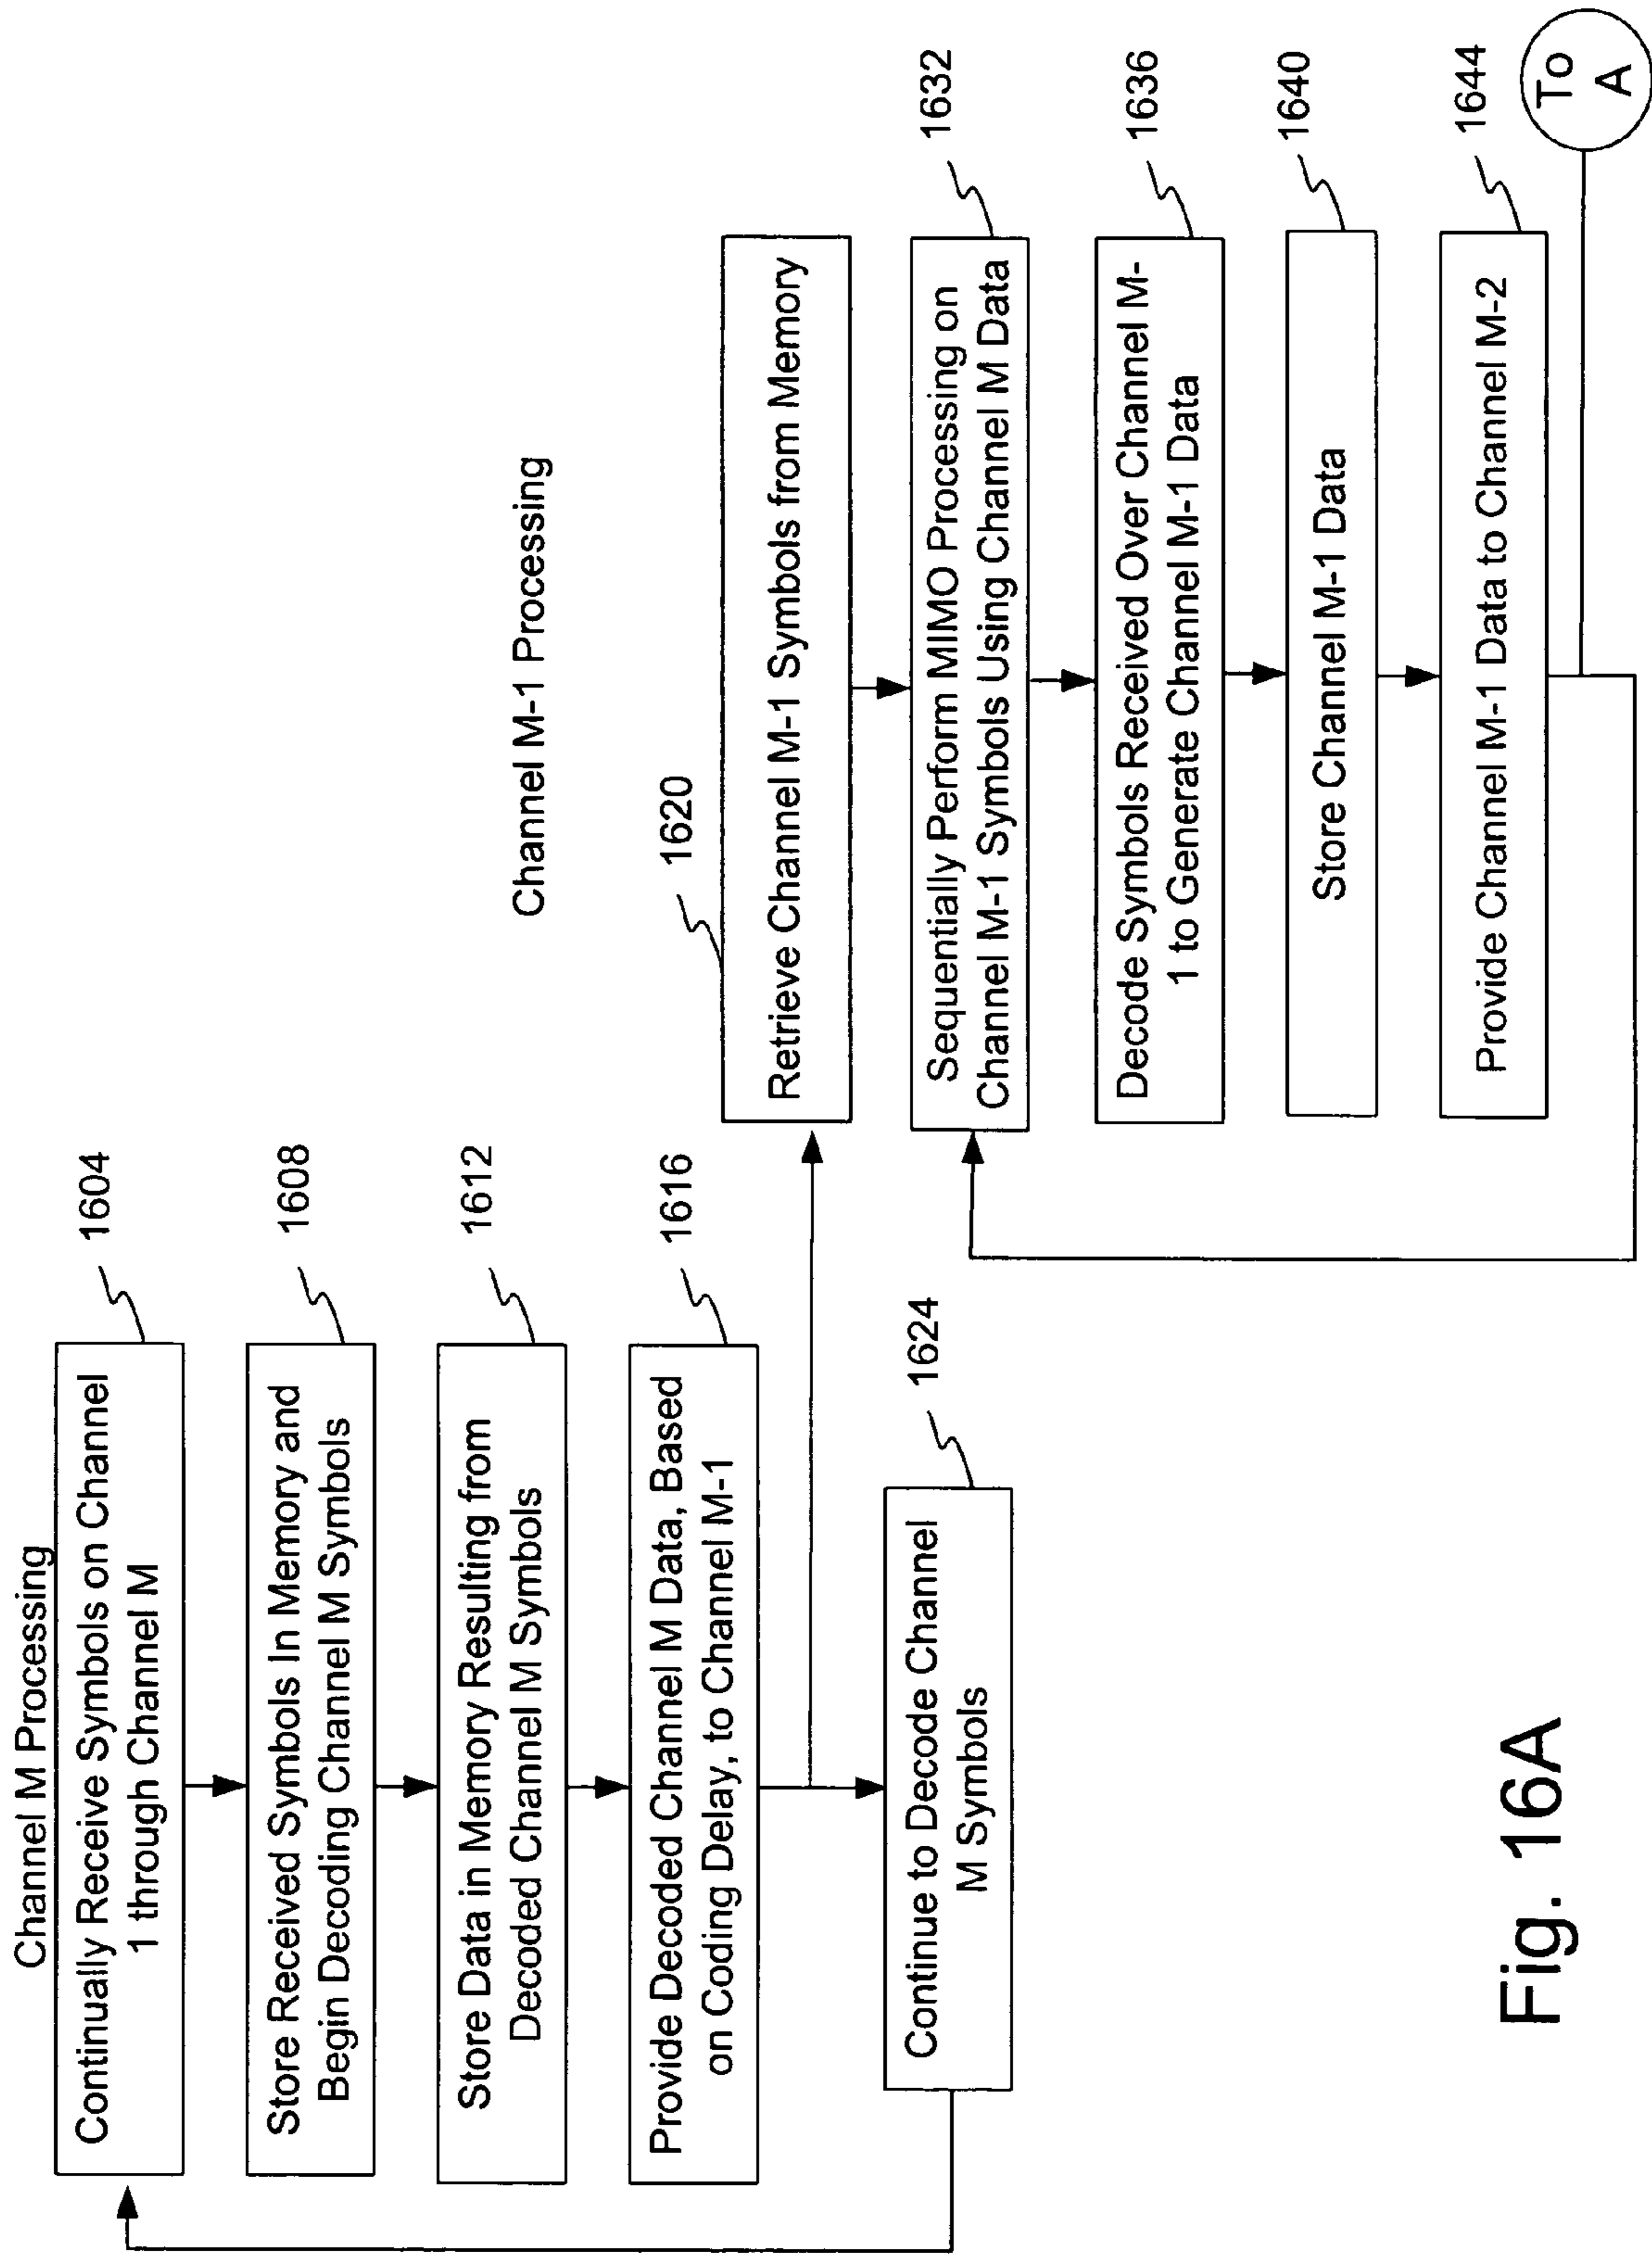 Channel M Processing
Continually Receive Symbols on Channel
1 through Channel M
1604
Store Received Symbols In Memory and
Begin Decoding Channel M Symbols
1608
Store Data in Memory Resulting from
Decoded Channel M Symbols
1612
Provide Decoded Channel M Data, Based
on Coding Delay, to Channel M-1
1616
Continue to Decode Channel
M Symbols
1624
Channel M-1 Processing
1620
Retrieve Channel M-1 Symbols from Memory
Sequentially Perform MIMO Processing on
Channel M-1 Symbols Using Channel M Data
1632
Decode Symbols Received Over Channel M-
1 to Generate Channel M-1 Data
1636
Store Channel M-1 Data
1640
Provide Channel M-1 Data to Channel M-2
1644
To
A
Fig. 16A